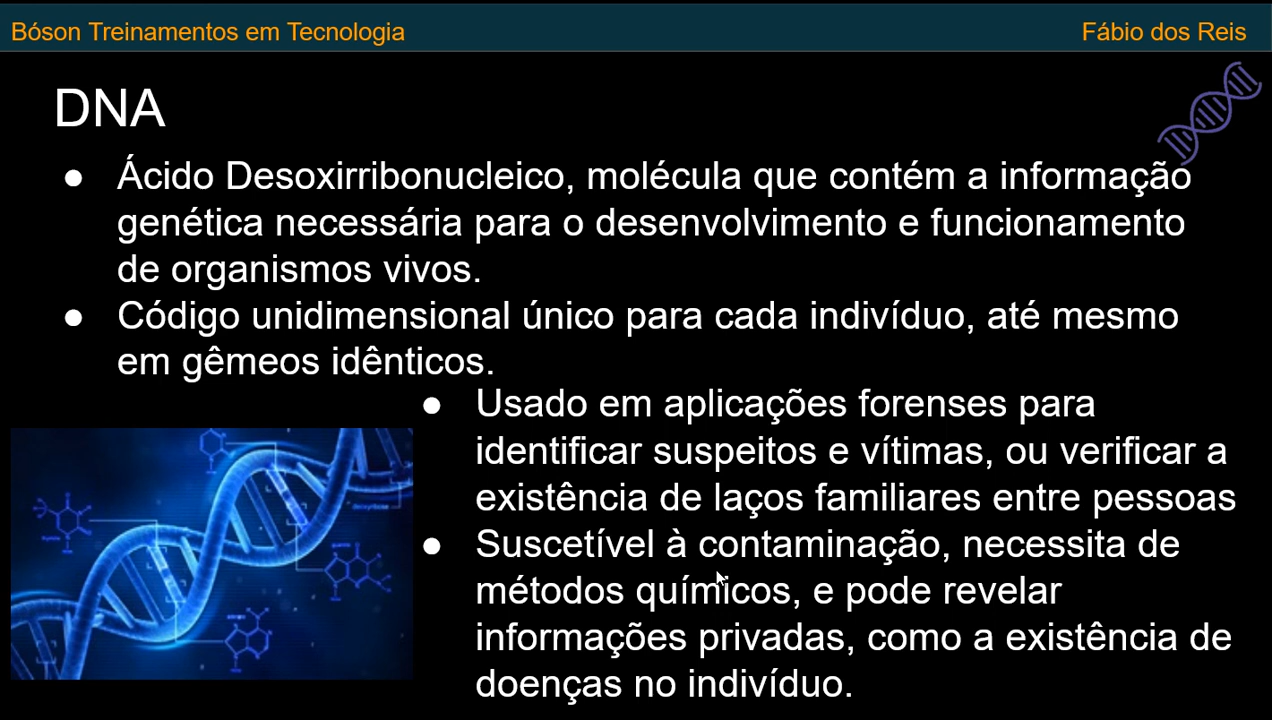 Bóson Treinamentos em Tecnologia
Fábio dos Reis
DNA
● Ácido Desoxirribonucleico, molécula que contém a informação
genética necessária para o desenvolvimento e funcionamento
de organismos vivos.
● Código unidimensional único para cada indivíduo, até mesmo
em gêmeos idênticos.
● Usado em aplicações forenses para
identificar suspeitos e vítimas, ou verificar a
existência de laços familiares entre pessoas
● Suscetível à contaminação, necessita de
métodos químicos, e pode revelar
informações privadas, como a existência de
doenças no indivíduo.